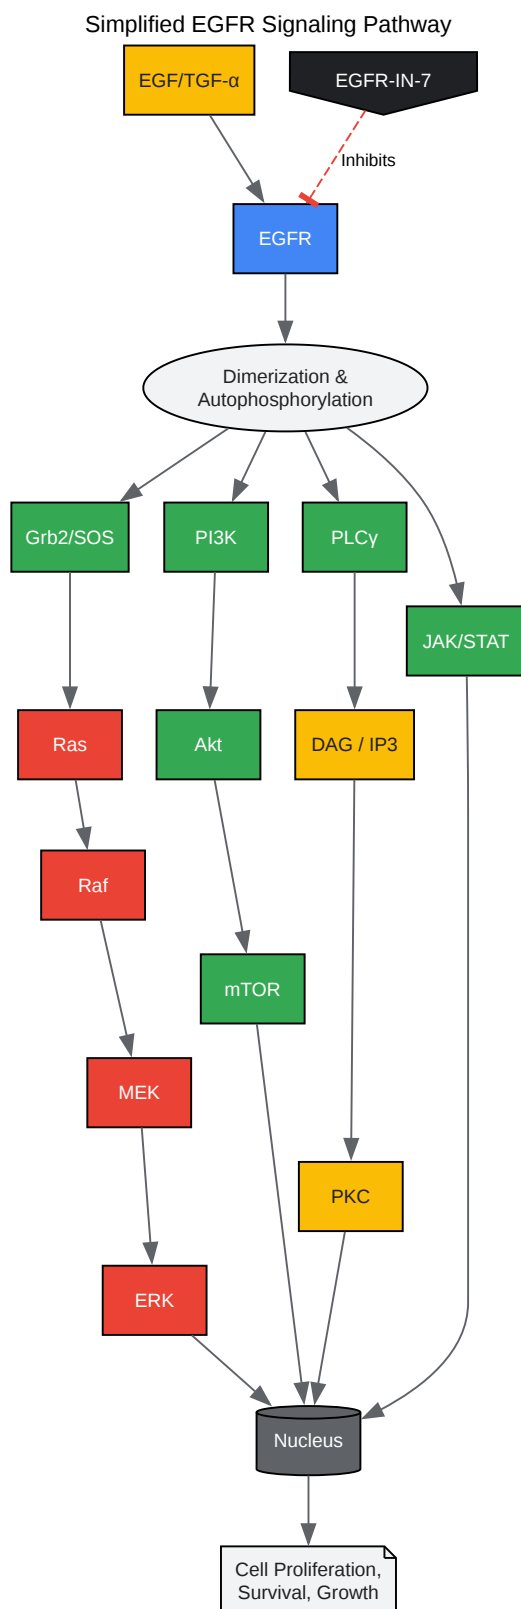 Simplified EGFR Signaling Pathway
EGF/TGF-α
EGFR-IN-7
Inhibits
EGFR
Dimerization &
Autophosphorylation
Grb2/SOS
PI3K
PLCγ
JAK/STAT
Ras
Akt
DAG / IP3
Raf
mTOR
MEK
PKC
ERK
Nucleus
Cell Proliferation,
Survival, Growth